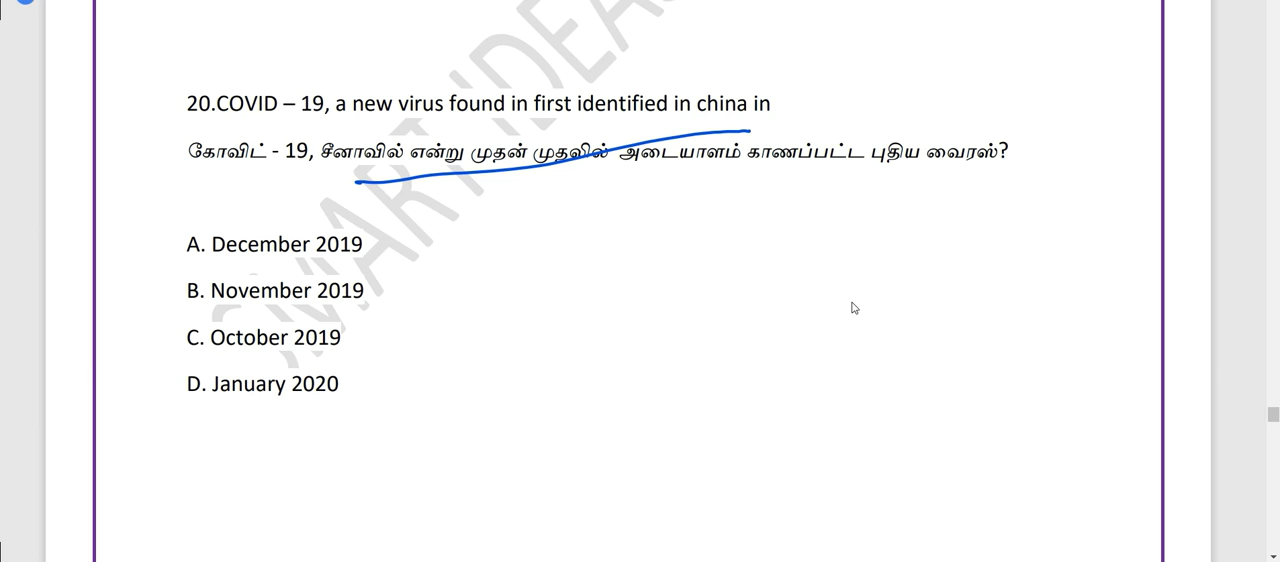 20.COVID – 19, a new virus found in first identified in china in
கோவிட் - 19, சீனாவில் என்று முதன் முதலில் அடையாளம் காணப்பட்ட புதிய வைரஸ்?
A. December 2019
B. November 2019
C. October 2019
D. January 2020